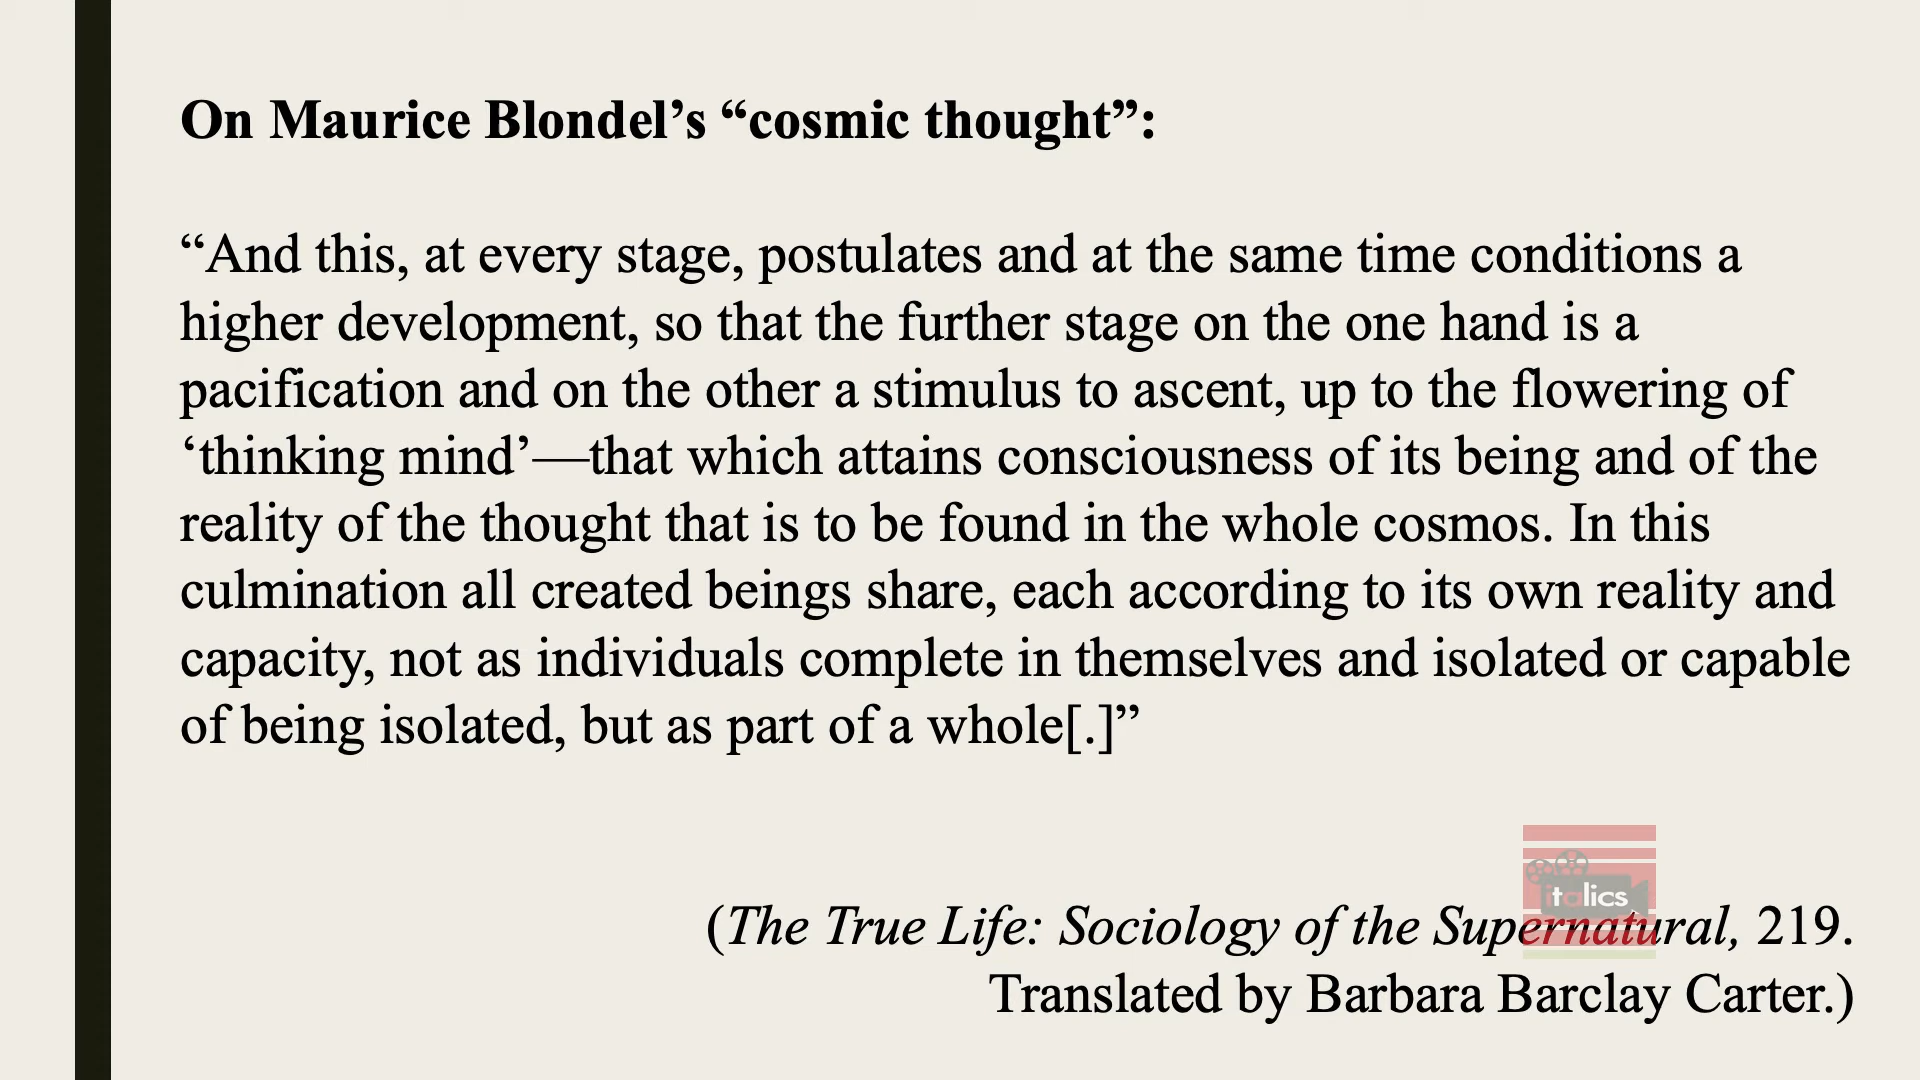 On Maurice Blondel’s “cosmic thought”:
“And this, at every stage, postulates and at the same time conditions a
higher development, so that the further stage on the one hand is a
pacification and on the other a stimulus to ascent, up to the flowering of
‘thinking mind’—that which attains consciousness of its being and of the
reality of the thought that is to be found in the whole cosmos. In this
culmination all created beings share, each according to its own reality and
capacity, not as individuals complete in themselves and isolated or capable
of being isolated, but as part of a whole[.]”
italics
(The True Life: Sociology of the Supernatural, 219.
Translated by Barbara Barclay Carter.)